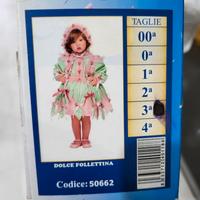 TAGLIE
00ª
0ª
1ª
2ª
3ª
4ª
DOLCE FOLLETTINA
Codice: 50662